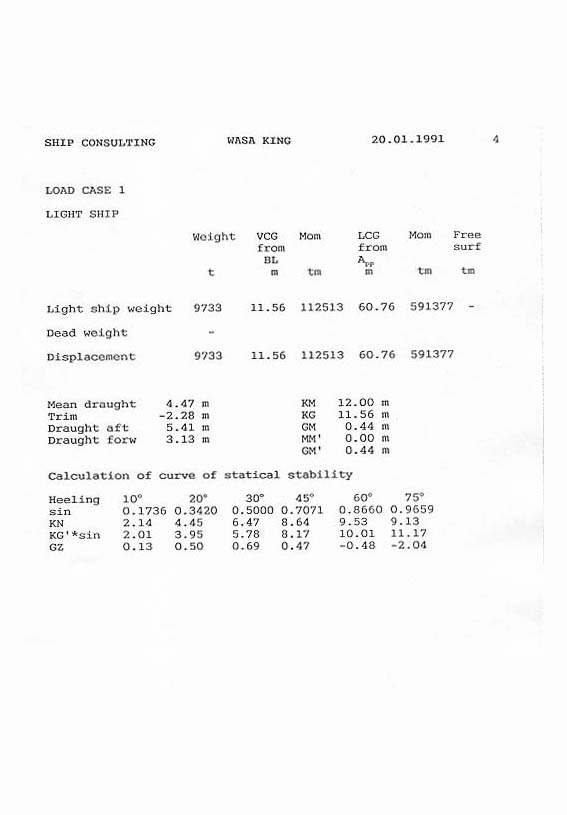 SHIP CONSULTING WASA KING 20.01.1991 4
LOAD CASE 1
LIGHT SHIP
Weight VCG Mom LCG Mom Free
from from surf
BL App
t m tm m tm tm
Light ship weight 9733 11.56 112513 60.76 591377 -
Dead weight -
Displacement 9733 11.56 112513 60.76 591377
Mean draught 4.47 m KM 12.00 m
Trim -2.28 m KG 11.56 m
Draught aft 5.41 m GM 0.44 m
Draught forw 3.13 m MM' 0.00 m
GM' 0.44 m
Calculation of curve of statical stability
Heeling 10° 20° 30° 45° 60° 75°
sin 0.1736 0.3420 0.5000 0.7071 0.8660 0.9659
KN 2.14 4.45 6.47 8.64 9.53 9.13
KG'*sin 2.01 3.95 5.78 8.17 10.01 11.17
GZ 0.13 0.50 0.69 0.47 -0.48 -2.04